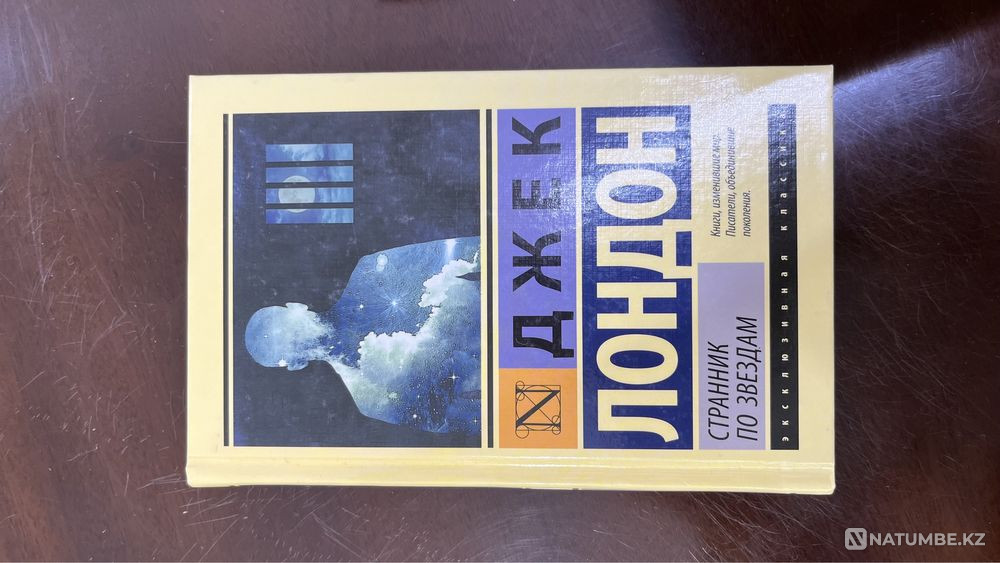 ДЖЕК
ЛОНДОН
СТРАННИК
ПО ЗВЕЗДАМ
Книги, изменившие мир.
Писатели, объединившие
поколения.
эксклюзивная классика
N
NATUMBE.KZ